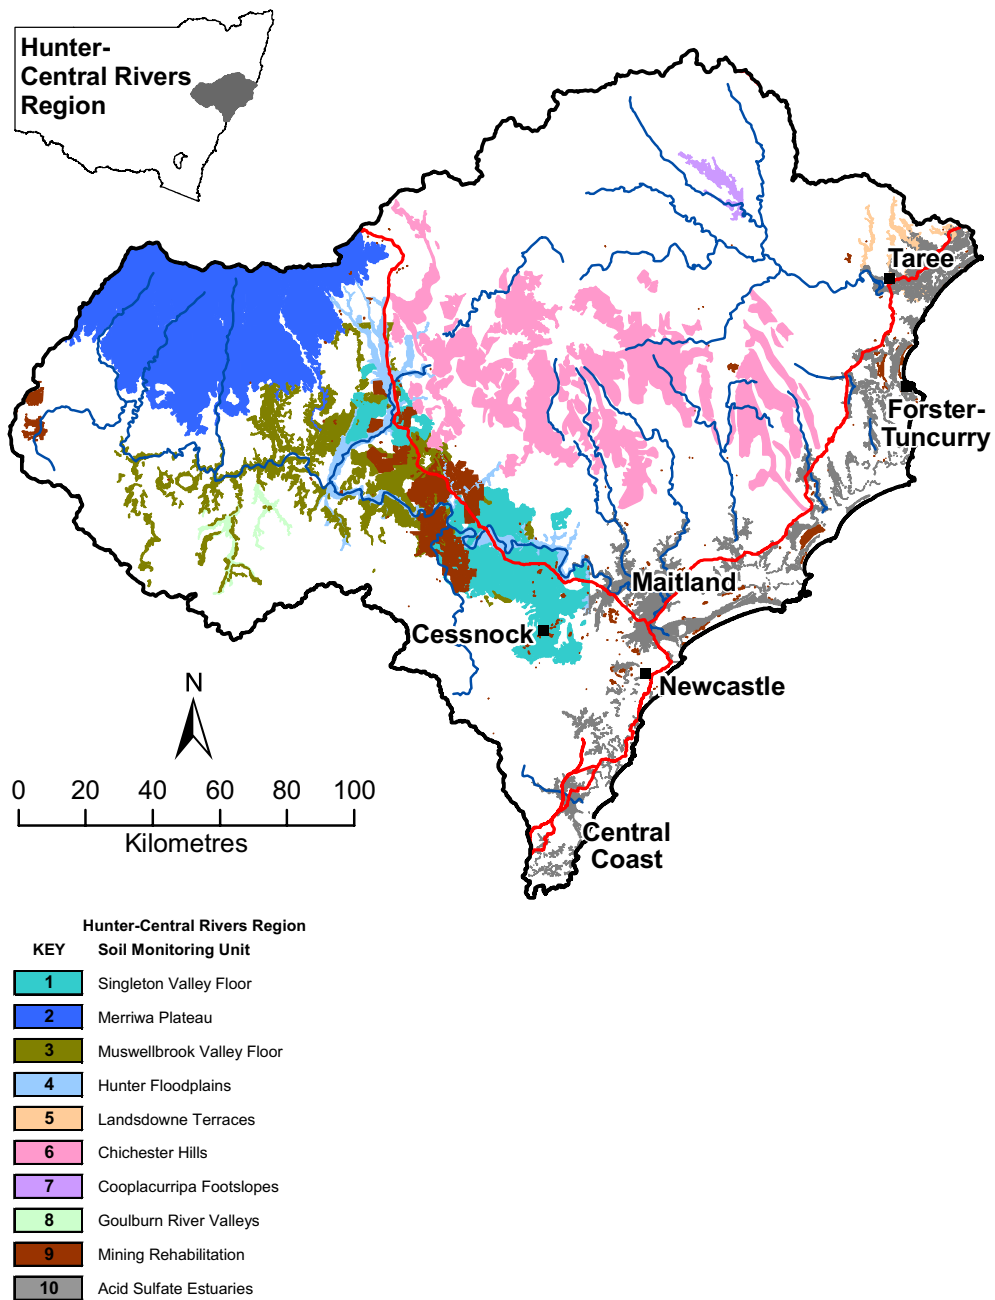 Hunter-
Central Rivers
Region
Taree
Forster-
Tuncurry
Maitland
Cessnock
Newcastle
N
0 20 40 60 80 100
Kilometres
Central
Coast
Hunter-Central Rivers Region
KEY Soil Monitoring Unit
1 Singleton Valley Floor
2 Merriwa Plateau
3 Muswellbrook Valley Floor
4 Hunter Floodplains
5 Landsdowne Terraces
6 Chichester Hills
7 Cooplacurripa Footslopes
8 Goulburn River Valleys
9 Mining Rehabilitation
10 Acid Sulfate Estuaries